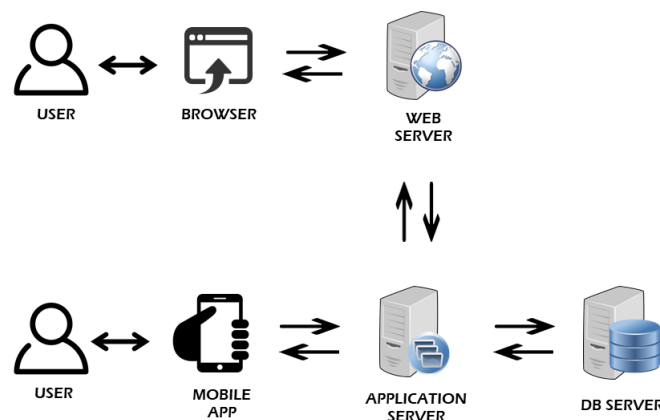 USER
BROWSER
WEB
SERVER
USER
MOBILE
APP
APPLICATION
SERVER
DB SERVER